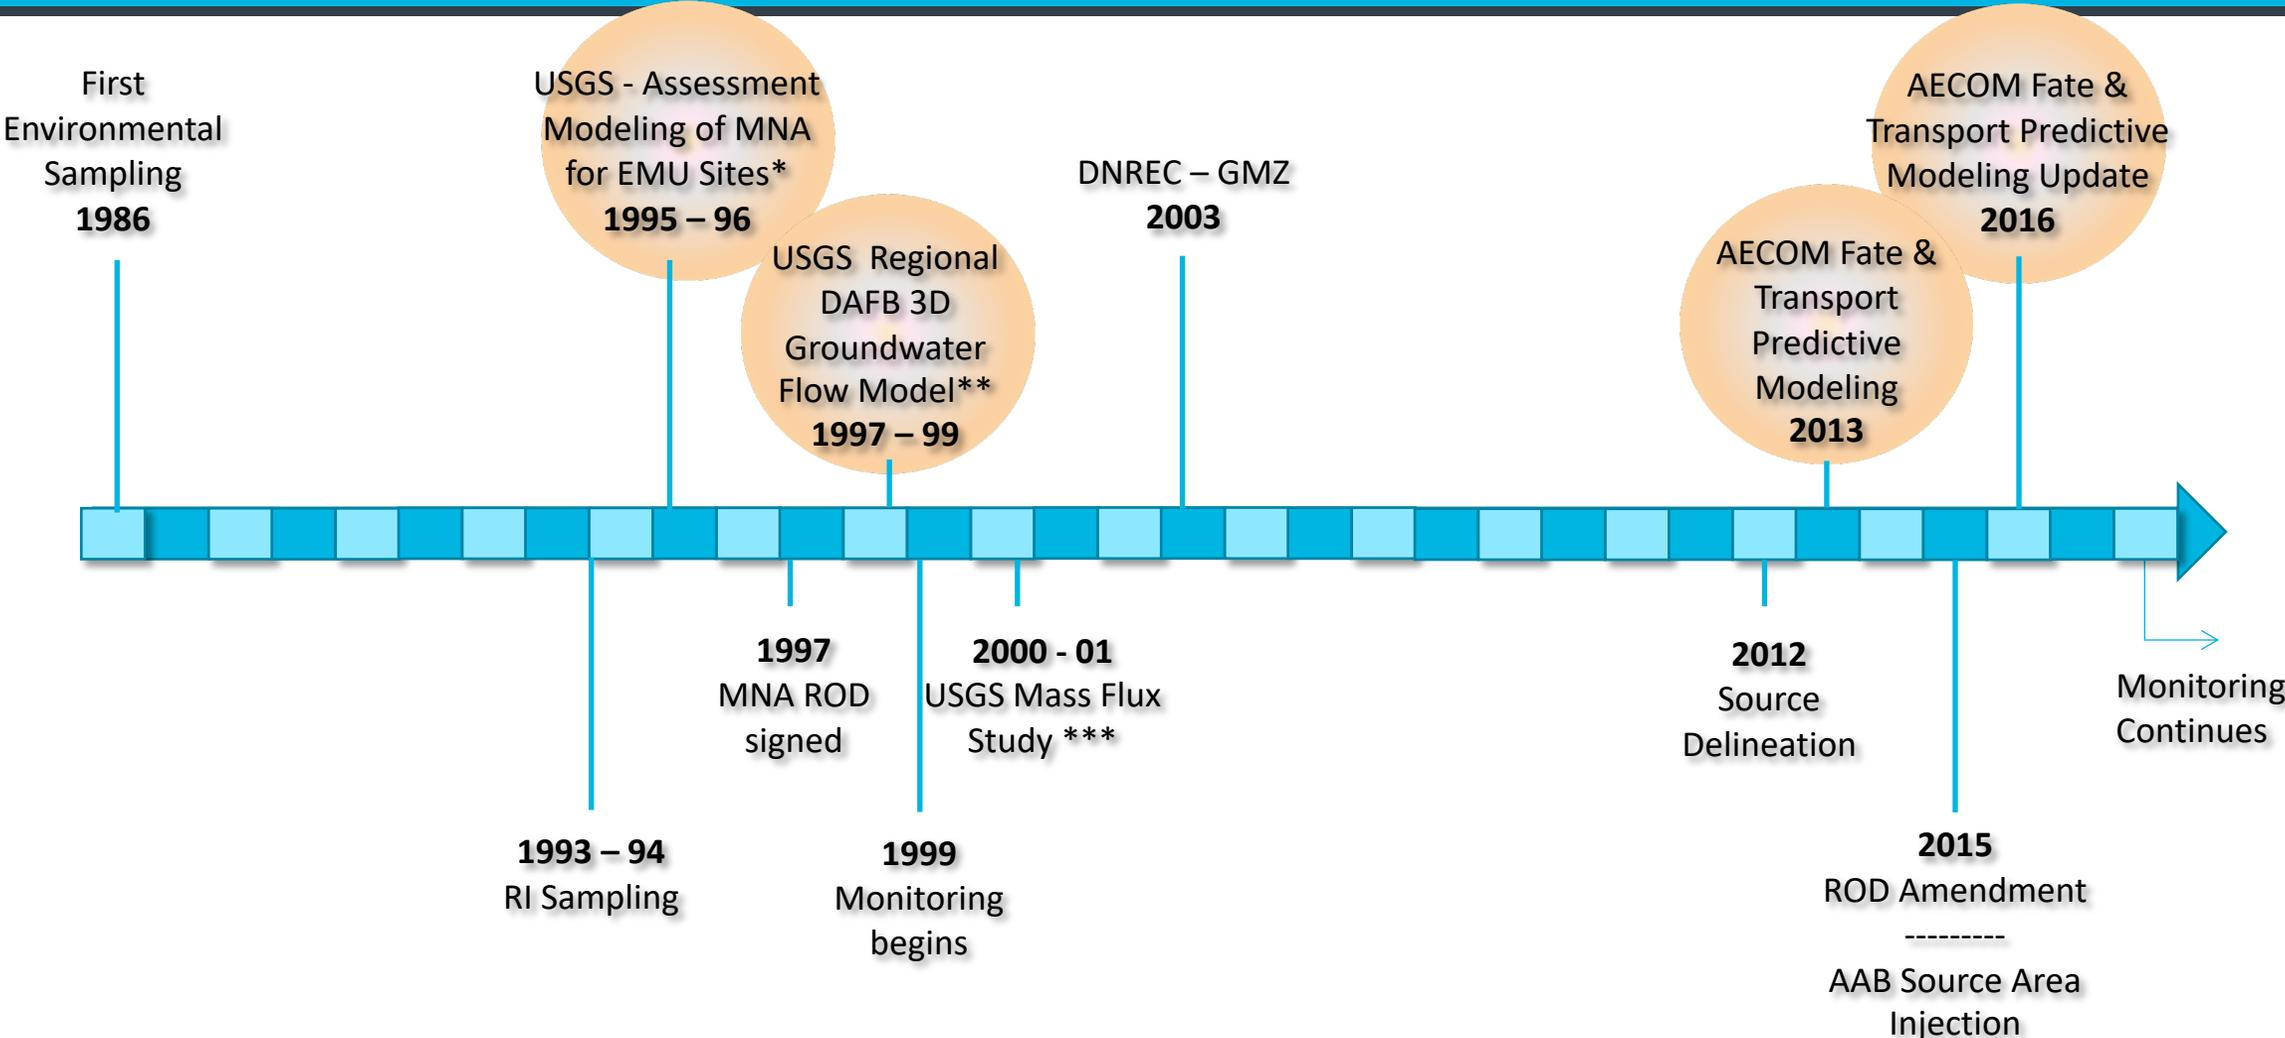 First
Environmental
Sampling
1986
USGS - Assessment
Modeling of MNA
for EMU Sites*
1995 – 96
USGS  Regional
DAFB 3D
Groundwater
Flow Model**
1997 – 99
DNREC – GMZ
2003
AECOM Fate &
Transport
Predictive
Modeling
2013
AECOM Fate &
Transport Predictive
Modeling Update
2016
1993 – 94
RI Sampling
1997
MNA ROD
signed
1999
Monitoring
begins
2000 - 01
USGS Mass Flux
Study ***
2012
Source
Delineation
2015
ROD Amendment
---------
AAB Source Area
Injection
Monitoring
Continues